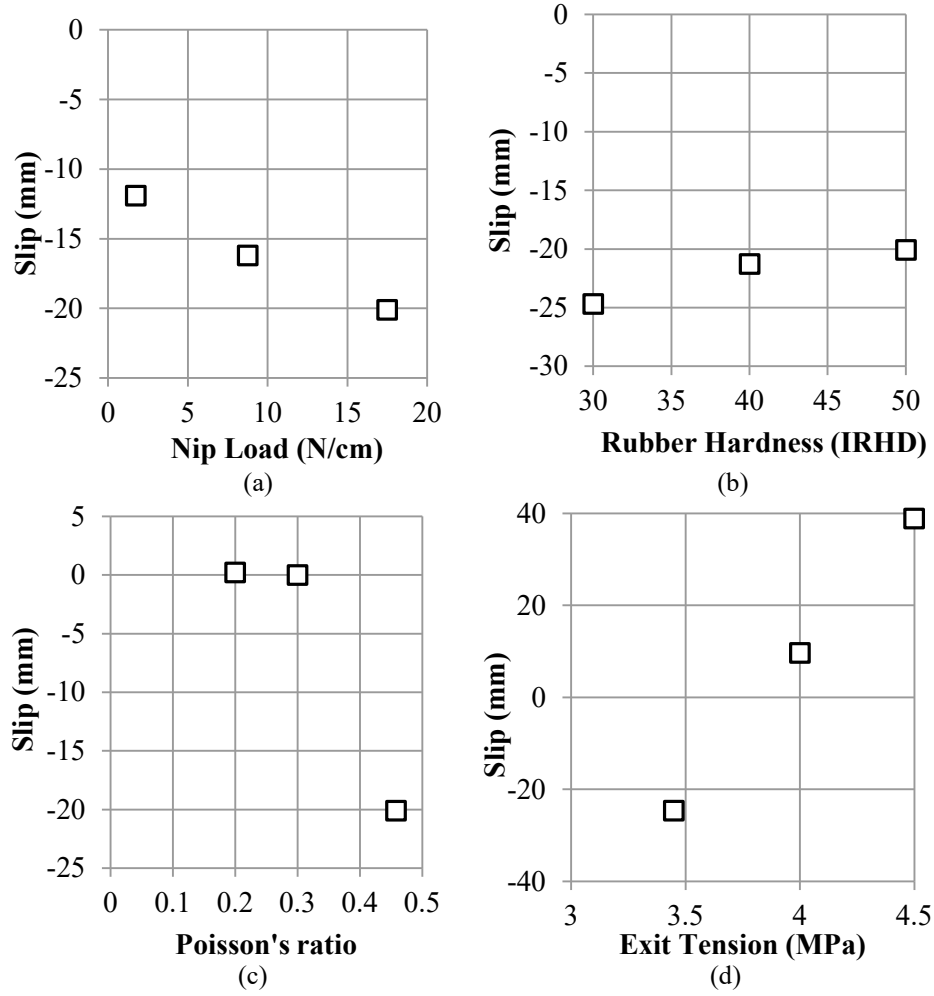 0
-5
-10
-15
-20
-25
Slip (mm)
0 5 10 15 20
Nip Load (N/cm)
(a)
0
-5
-10
-15
-20
-25
-30
Slip (mm)
30 35 40 45 50
Rubber Hardness (IRHD)
(b)
5
0
-5
-10
-15
-20
-25
Slip (mm)
0 0.1 0.2 0.3 0.4 0.5
Poisson's ratio
(c)
40
20
0
-20
-40
Slip (mm)
3 3.5 4 4.5
Exit Tension (MPa)
(d)